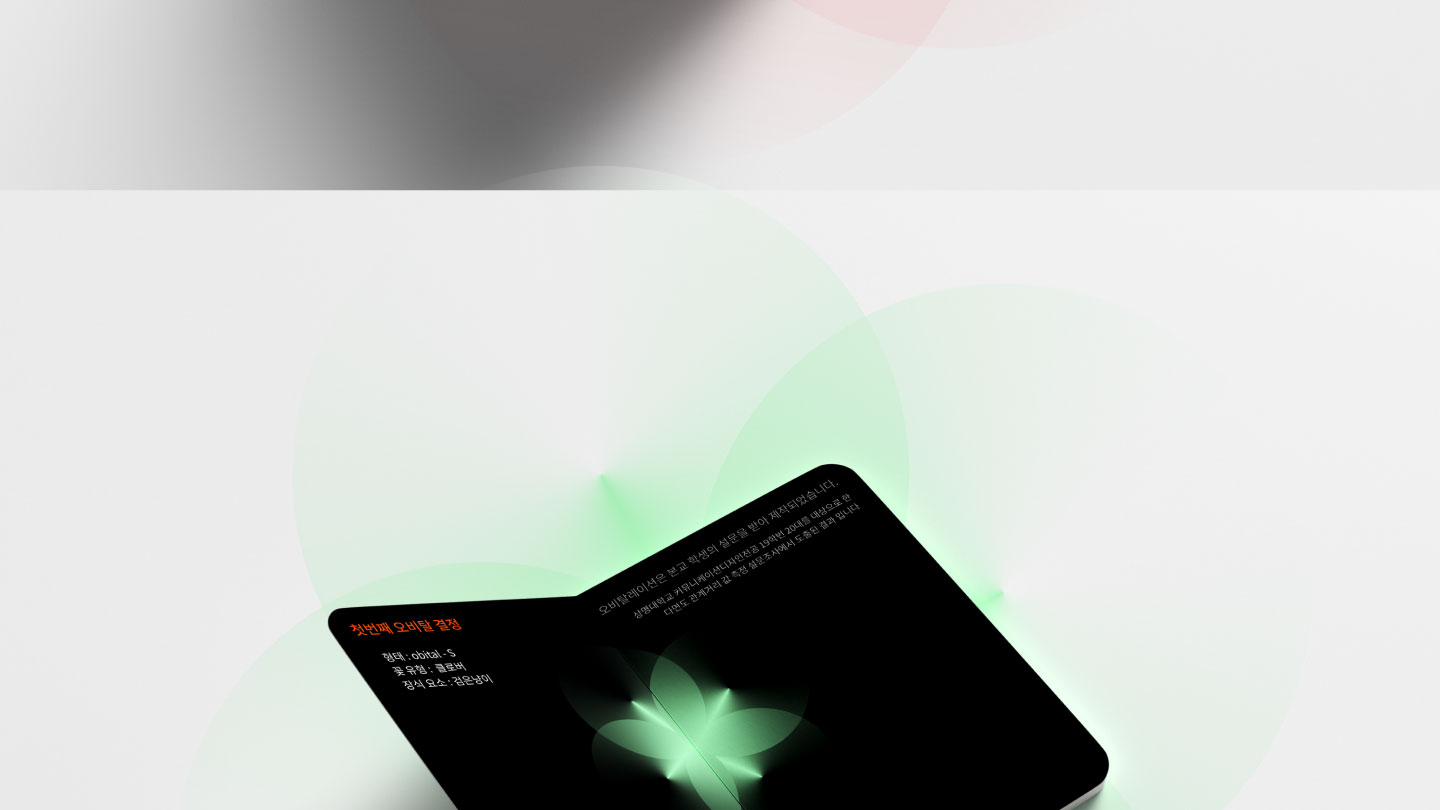 첫번째 오비탈 결정
형태 : obital - S
꽃 유형 : 클로버
장식 요소 : 검은냥이
오비탈레이션은 본교 학생의 설문을 받아 제작되었습니다.
상명대학교 커뮤니케이션디자인전공 19학번 20대를 대상으로 한
다면도 관계거리 값 측정 설문조사에서 도출된 결과 입니다